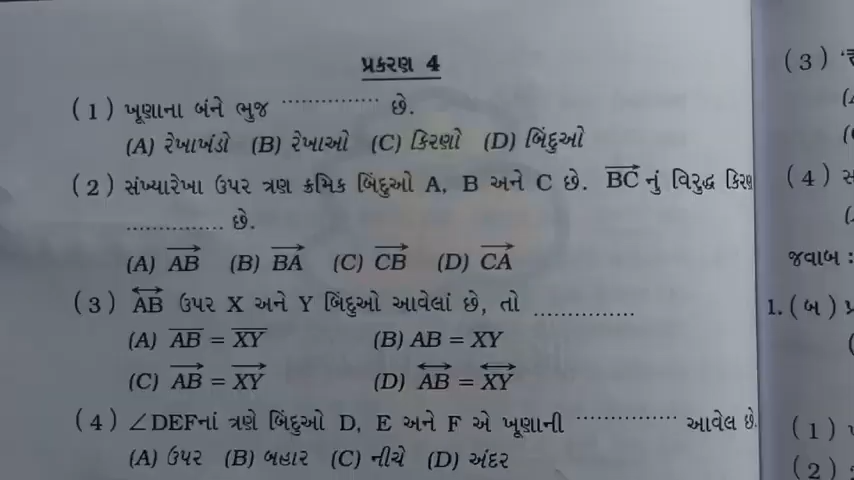 પ્રકરણ 4
(1) ખૂણાના બંને ભુજ ............... છે.
(A) રેખાખંડો (B) રેખાઓ (C) કિરણો (D) બિંદુઓ
(2) સંખ્યારેખા ઉપર ત્રણ ક્રમિક બિંદુઓ A, B અને C છે. $\overrightarrow{BC}$ નું વિરુદ્ધ કિરણ
............... છે.
(A) $\overrightarrow{AB}$ (B) $\overrightarrow{BA}$ (C) $\overrightarrow{CB}$ (D) $\overrightarrow{CA}$
(3) $\overleftrightarrow{AB}$ ઉપર X અને Y બિંદુઓ આવેલાં છે, તો ...............
(A) $\overline{AB}$ = $\overline{XY}$ (B) AB = XY
(C) $\overrightarrow{AB}$ = $\overrightarrow{XY}$ (D) $\overleftrightarrow{AB}$ = $\overleftrightarrow{XY}$
(4) ∠DEFનાં ત્રણે બિંદુઓ D, E અને F એ ખૂણાની ............... આવેલ છે.
(A) ઉપર (B) બહાર (C) નીચે (D) અંદર
(3)
(4)
જવાબ :
1. (બ)
(1)
(2)